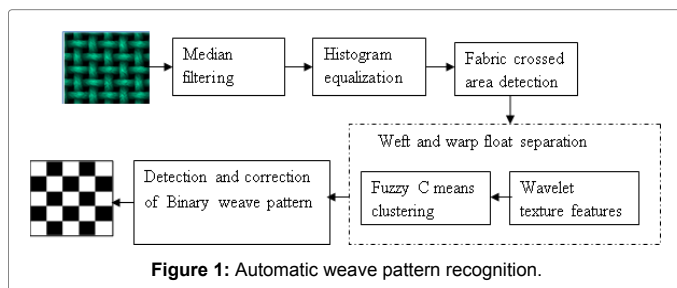 Median
filtering
Histogram
equalization
Fabric crossed
area detection
Weft and warp float separation
Wavelet
texture features
Fuzzy C means
clustering
Detection and correction
of Binary weave pattern
Figure 1: Automatic weave pattern recognition.